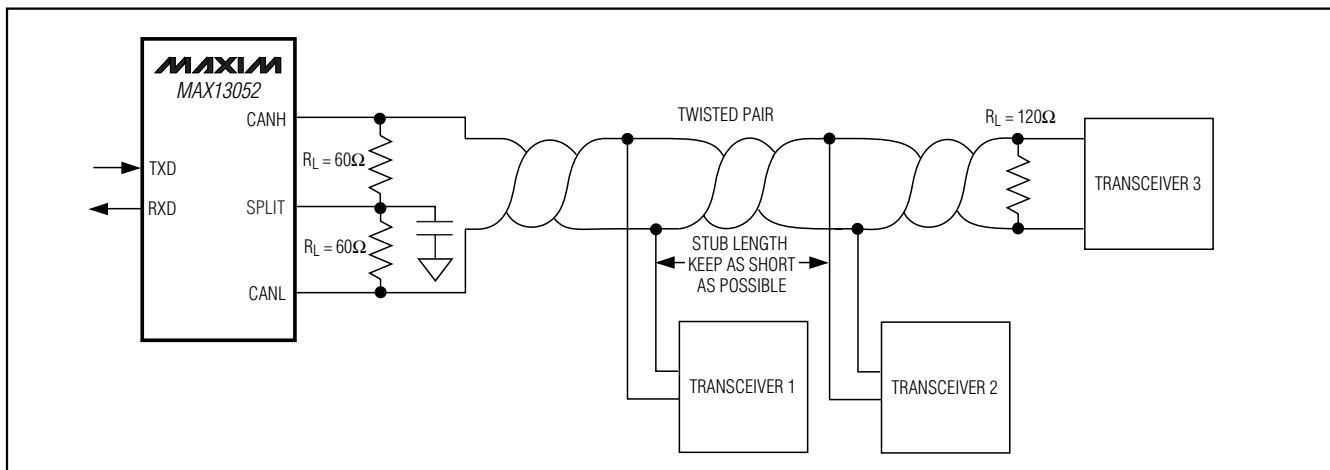 MAXIM
MAX13052
CANH
TXD
RXD
SPLIT
CANL
RL = 60Ω
RL = 60Ω
TWISTED PAIR
RL = 120Ω
STUB LENGTH
KEEP AS SHORT
AS POSSIBLE
TRANSCEIVER 1
TRANSCEIVER 2
TRANSCEIVER 3